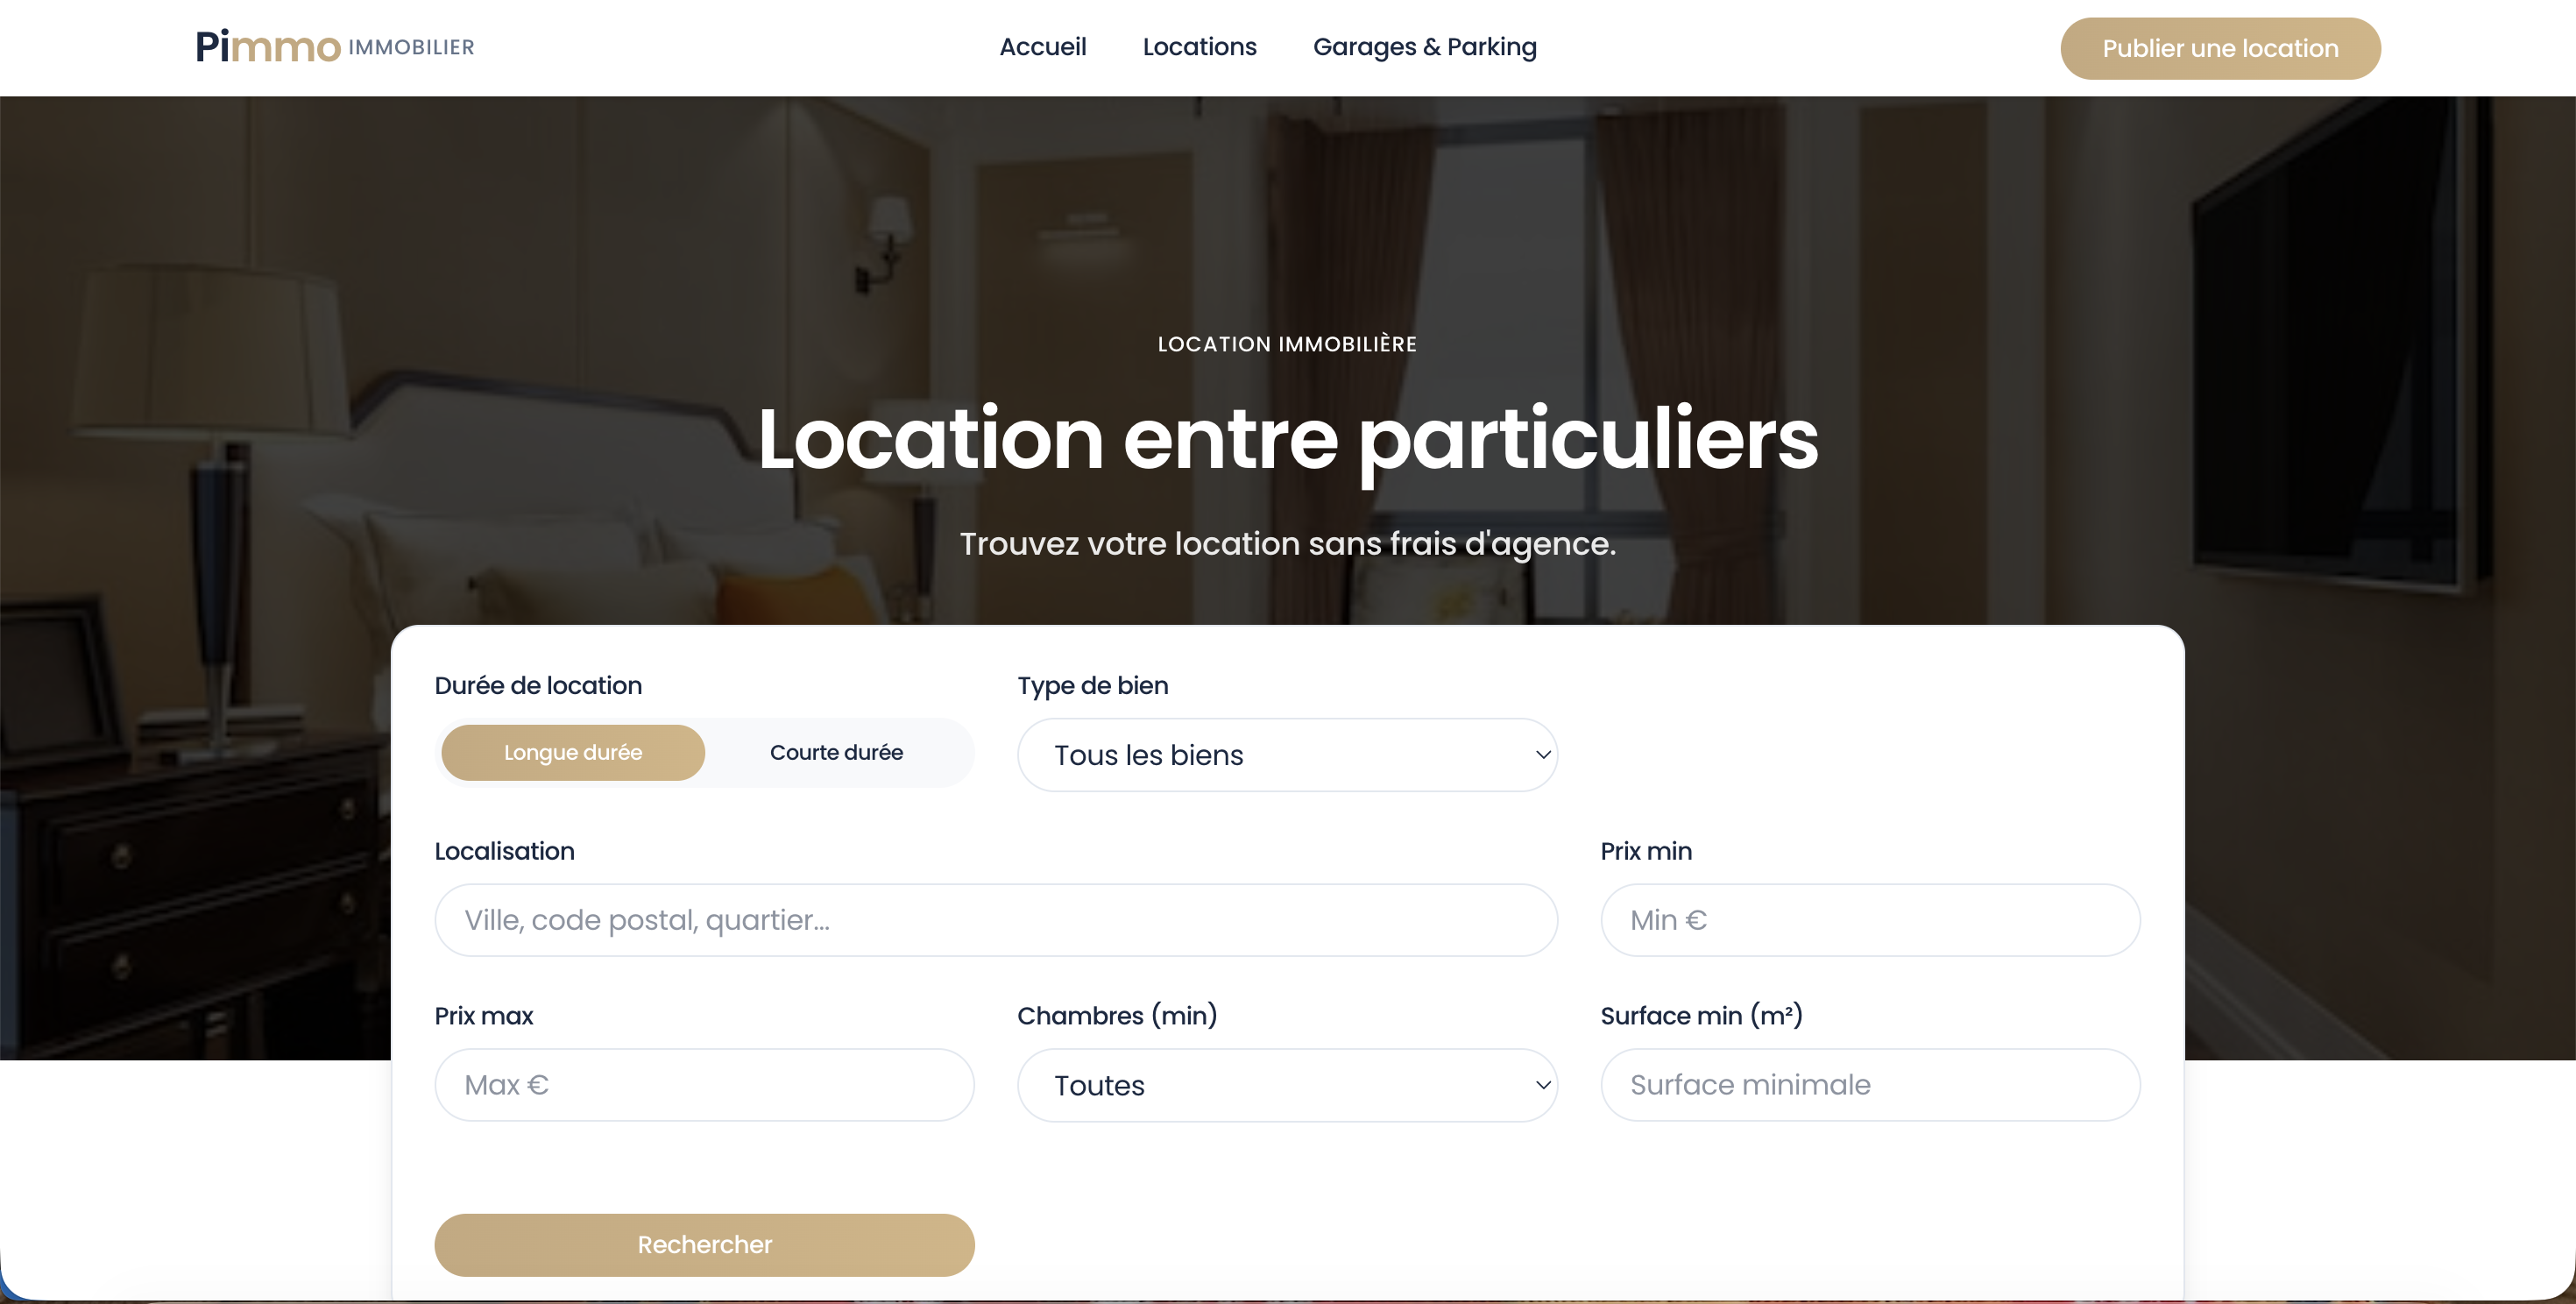 Pimmo IMMOBILIER
Accueil
Locations
Garages & Parking
Publier une location
LOCATION IMMOBILIÈRE
Location entre particuliers
Trouvez votre location sans frais d'agence.
Durée de location
Type de bien
Longue durée
Courte durée
Tous les biens
Localisation
Prix min
Ville, code postal, quartier...
Min €
Prix max
Chambres (min)
Surface min (m²)
Max €
Toutes
Surface minimale
Rechercher